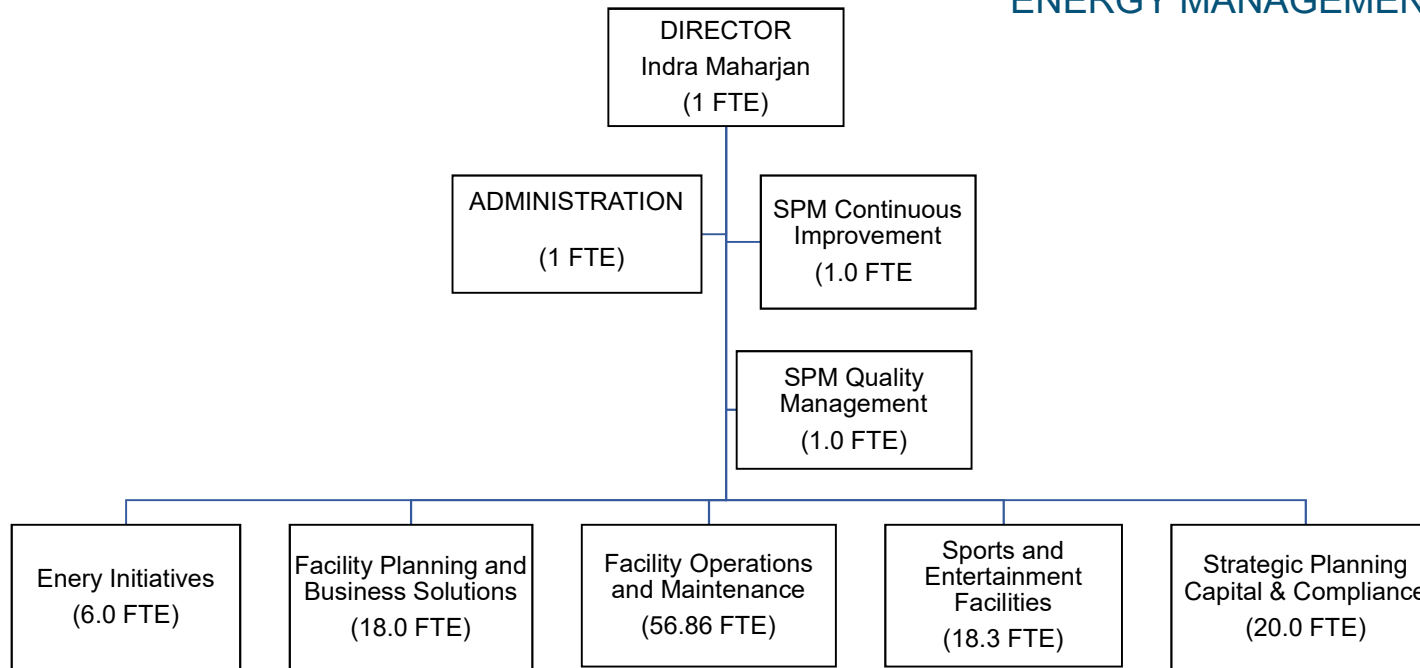 ENERGY MANAGEMEN
DIRECTOR
Indra Maharjan
(1 FTE)
ADMINISTRATION
(1 FTE)
SPM Continuous
Improvement
(1.0 FTE
SPM Quality
Management
(1.0 FTE)
Enery Initiatives
(6.0 FTE)
Facility Planning and
Business Solutions
(18.0 FTE)
Facility Operations
and Maintenance
(56.86 FTE)
Sports and
Entertainment
Facilities
(18.3 FTE)
Strategic Planning
Capital & Compliance
(20.0 FTE)